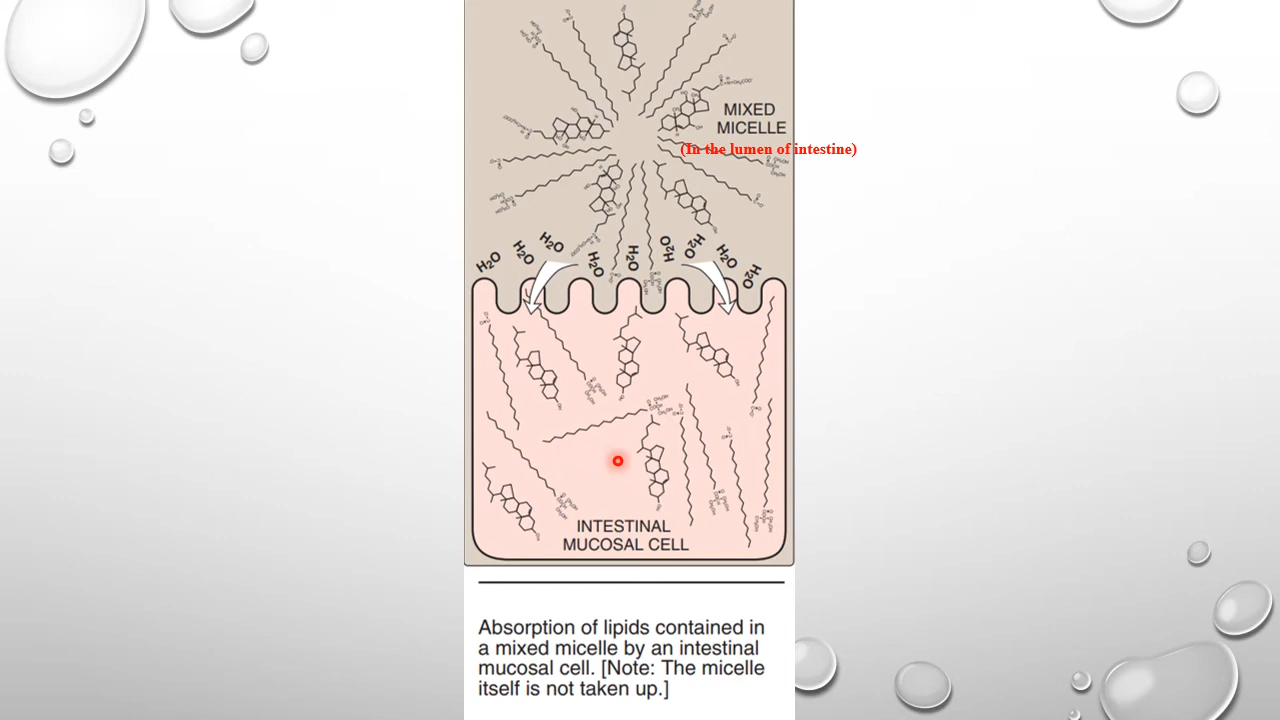 MIXED
MICELLE
(In the lumen of intestine)
H₂O H₂O H₂O H₂O H₂O H₂O H₂O H₂O H₂O
INTESTINAL
MUCOSAL CELL
Absorption of lipids contained in
a mixed micelle by an intestinal
mucosal cell. [Note: The micelle
itself is not taken up.]